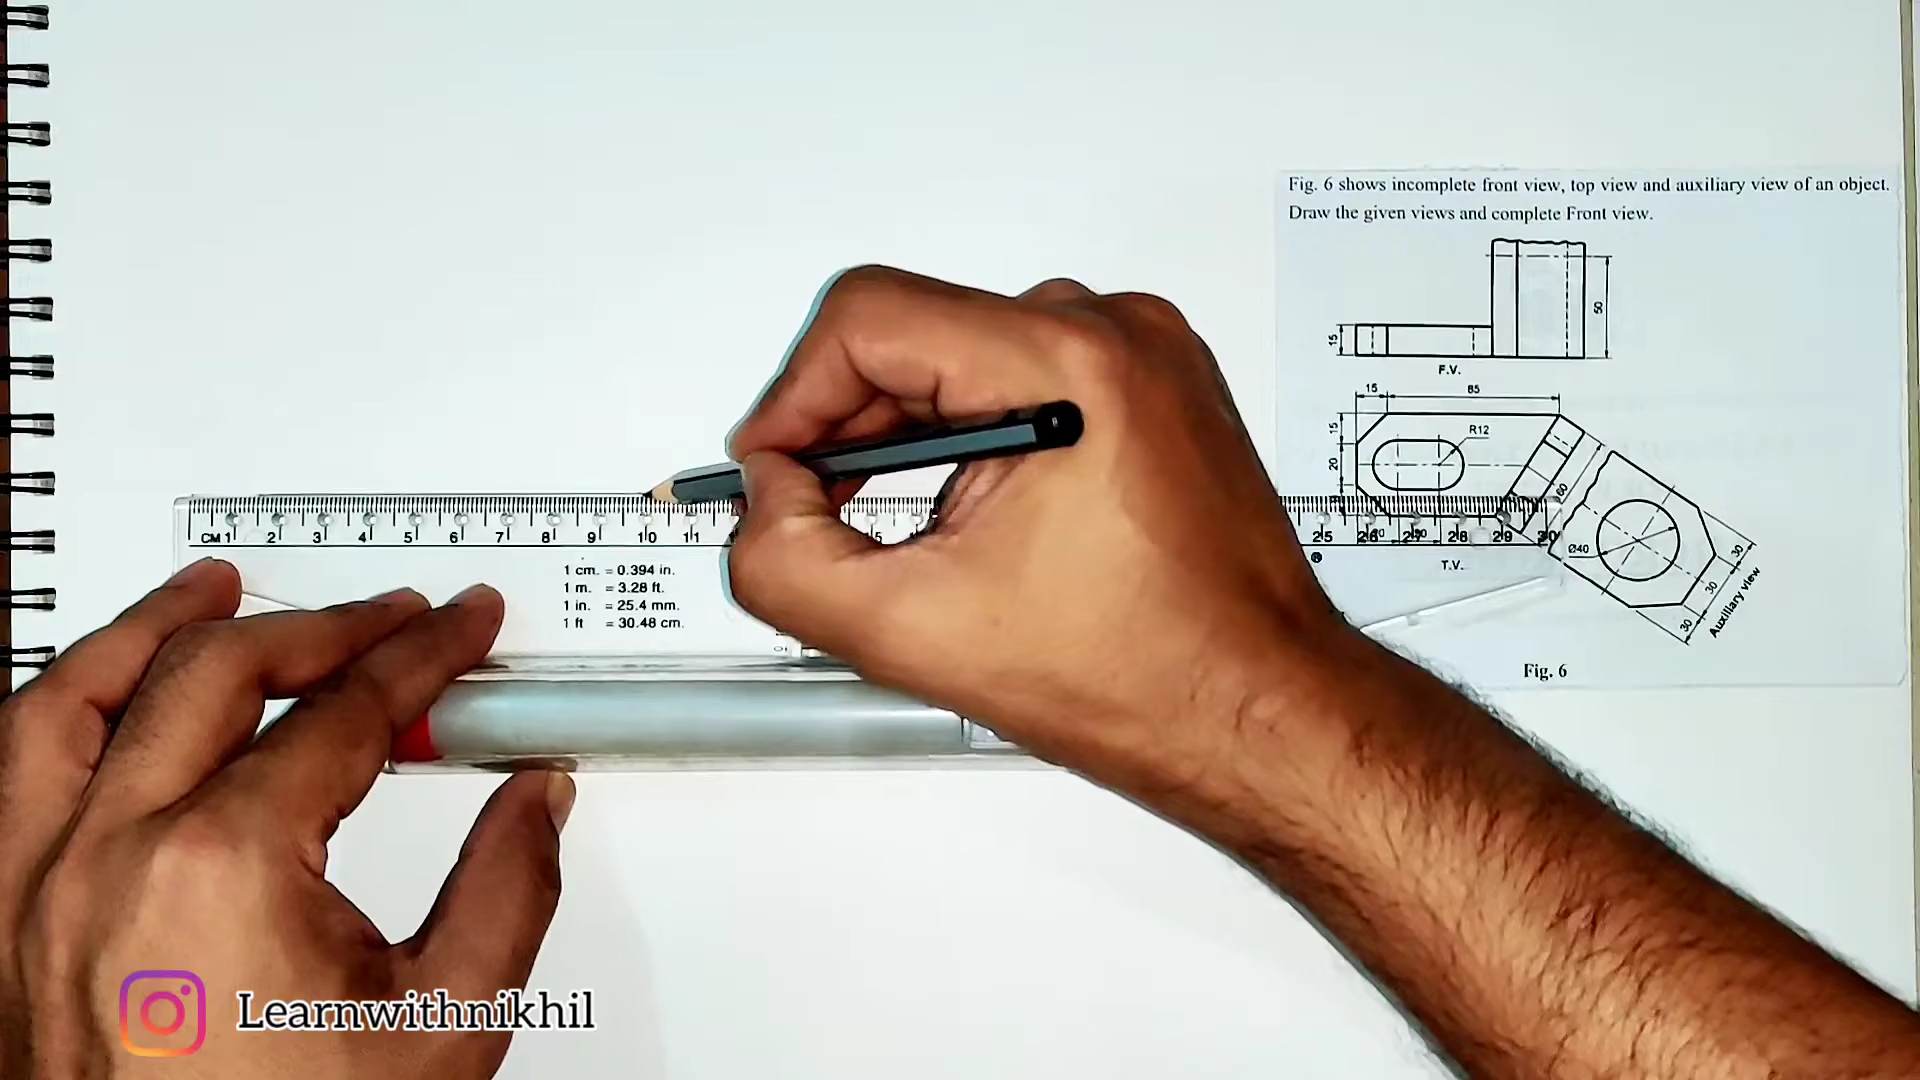 Fig. 6 shows incomplete front view, top view and auxiliary view of an object.
Draw the given views and complete Front view.
50
15
F.V.
15 85
15
R12
20
60
CM 1 2 3 4 5 6 7 8 9 10 11 25 26 27 28 29 30
®
Ø40
30
30
30
T.V.
Auxiliary view
1 cm. = 0.394 in.
1 m. = 3.28 ft.
1 in. = 25.4 mm.
1 ft = 30.48 cm.
Fig. 6
Learnwithnikhil